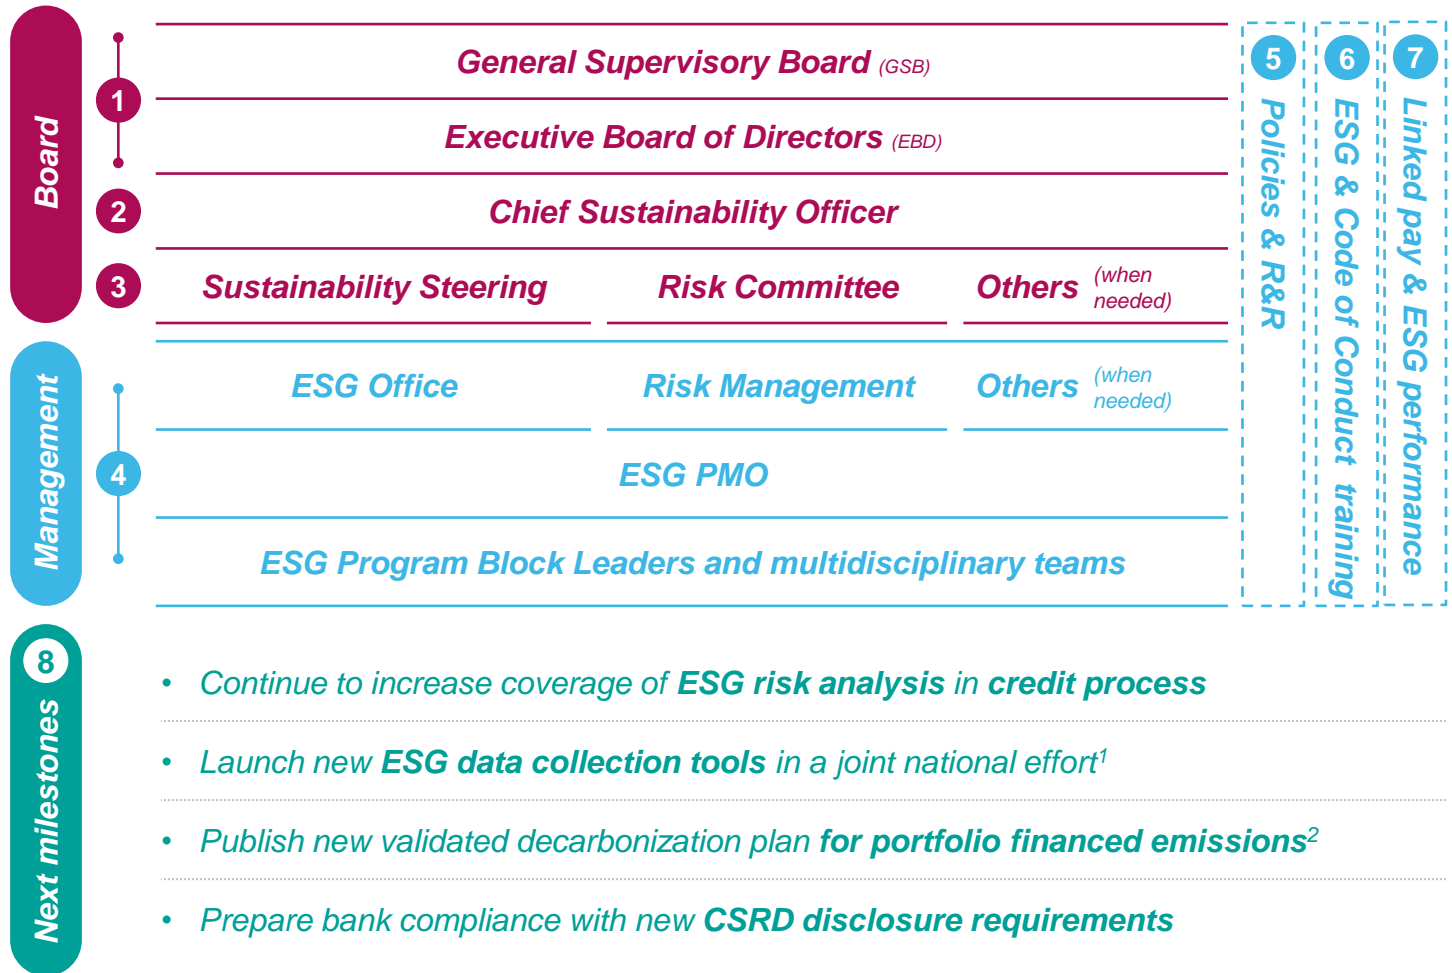 Board
1
General Supervisory Board (GSB)
Executive Board of Directors (EBD)
2
Chief Sustainability Officer
3
Sustainability Steering
Risk Committee
Others (when
needed)
Management
4
ESG Office
Risk Management
Others (when
needed)
ESG PMO
ESG Program Block Leaders and multidisciplinary teams
5
Policies & R&R
6
ESG & Code of Conduct training
7
Linked pay & ESG performance
8
Next milestones
• Continue to increase coverage of ESG risk analysis in credit process
• Launch new ESG data collection tools in a joint national effort1
• Publish new validated decarbonization plan for portfolio financed emissions2
• Prepare bank compliance with new CSRD disclosure requirements